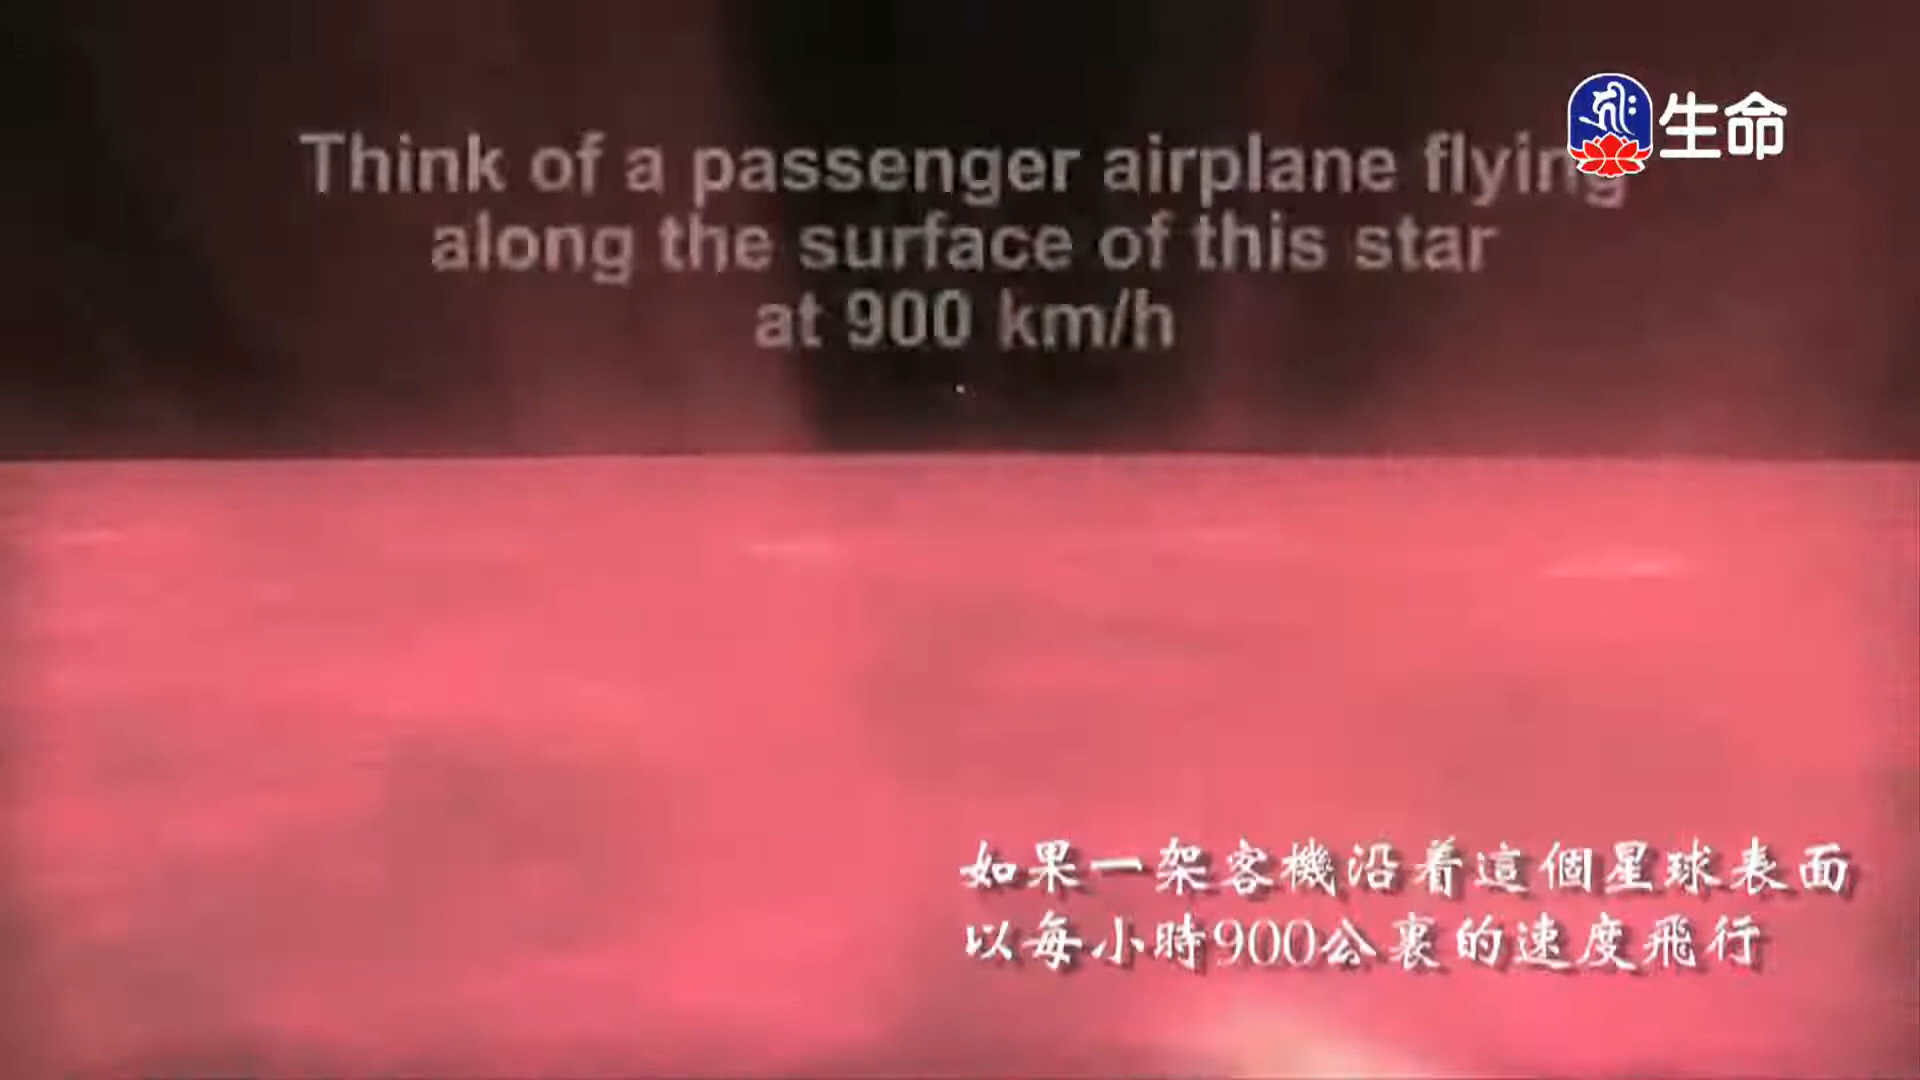 生命
Think of a passenger airplane flying
along the surface of this star
at 900 km/h
如果一架客機沿着這個星球表面
以每小時900公裏的速度飛行